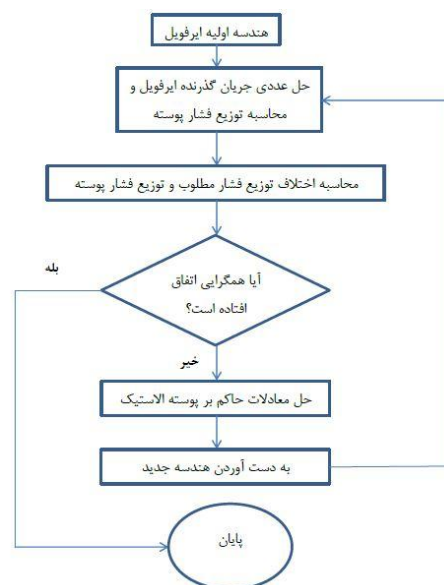 هندسه اولیه ایرفویل
حل عددی جریان گذرنده ایرفویل و
محاسبه توزیع فشار پوسته
محاسبه اختلاف توزیع فشار مطلوب و توزیع فشار پوسته
آیا همگرایی اتفاق
افتاده است؟
بله
خیر
حل معادلات حاکم بر پوسته الاستیک
به دست آوردن هندسه جدید
پایان